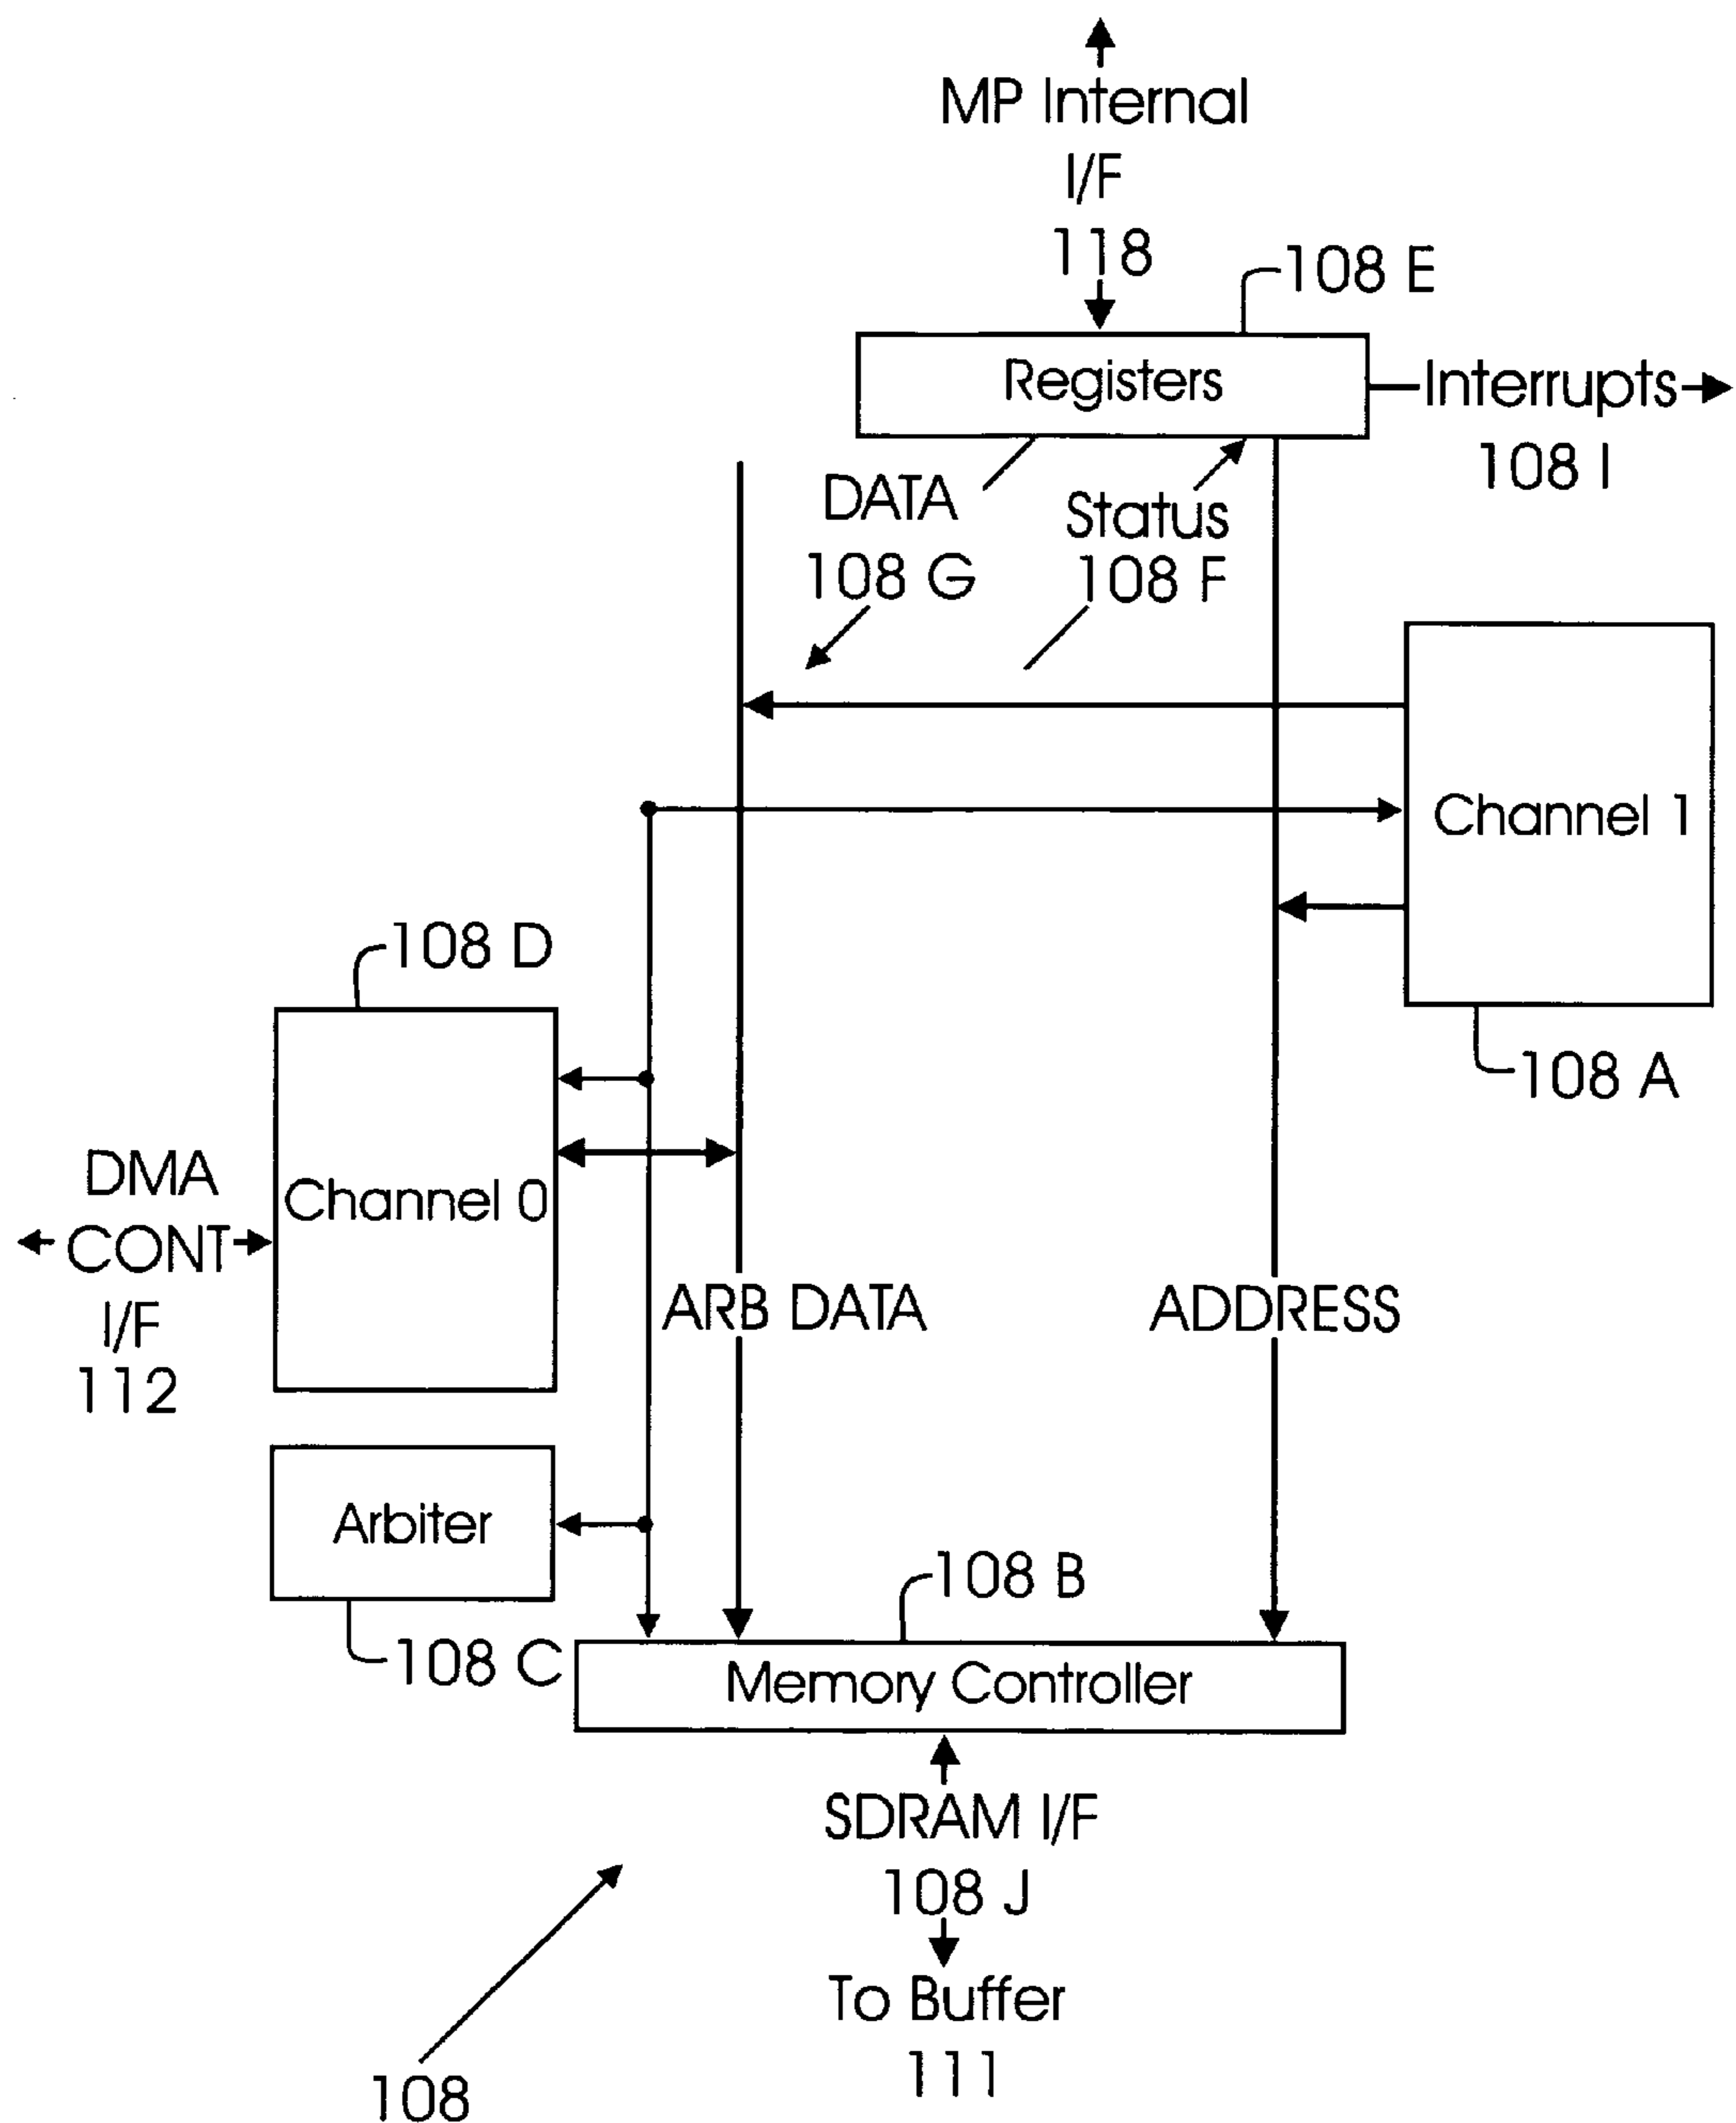 MP Internal
I/F
118
108 E
Registers
Interrupts
108 I
DATA
108 G
Status
108 F
Channel 1
108 D
108 A
DMA
CONT
I/F
112
Channel 0
ARB DATA
ADDRESS
Arbiter
108 B
108 C
Memory Controller
SDRAM I/F
108 J
To Buffer
111
108